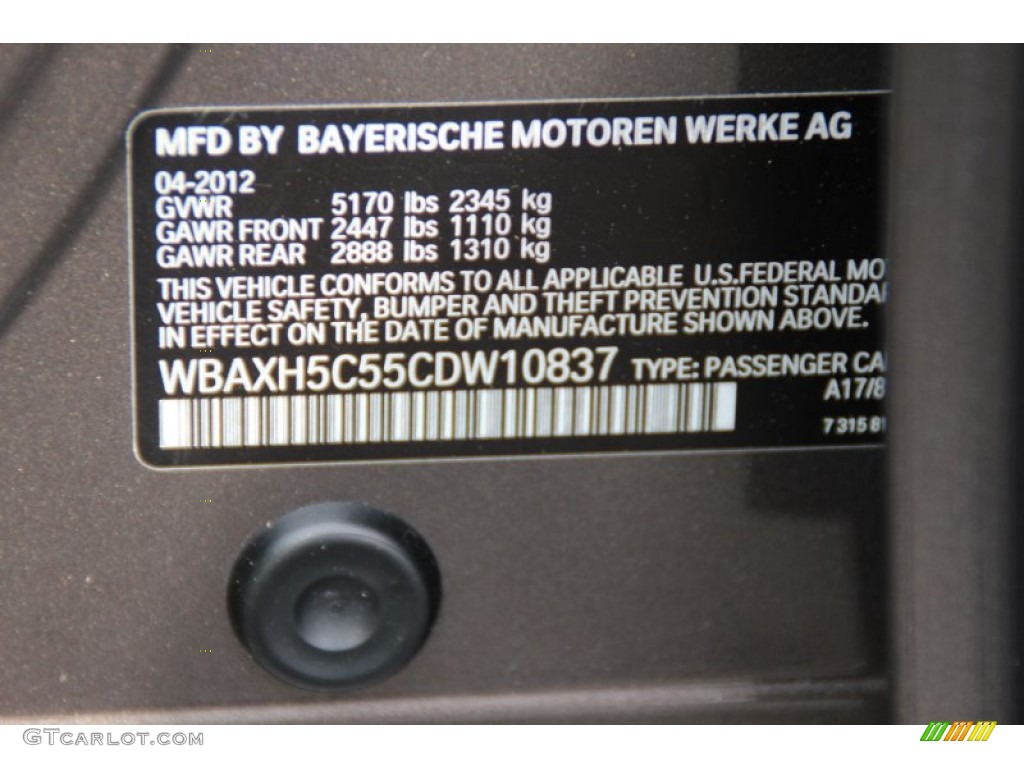 MFD BY BAYERISCHE MOTOREN WERKE AG
04-2012
GVWR 5170 lbs 2345 kg
GAWR FRONT 2447 lbs 1110 kg
GAWR REAR 2888 lbs 1310 kg
THIS VEHICLE CONFORMS TO ALL APPLICABLE U.S.FEDERAL MO
VEHICLE SAFETY, BUMPER AND THEFT PREVENTION STANDA
IN EFFECT ON THE DATE OF MANUFACTURE SHOWN ABOVE.
WBAXH5C55CDW10837 TYPE: PASSENGER CA
A17/8
7 315 81
GTCARLOT.COM